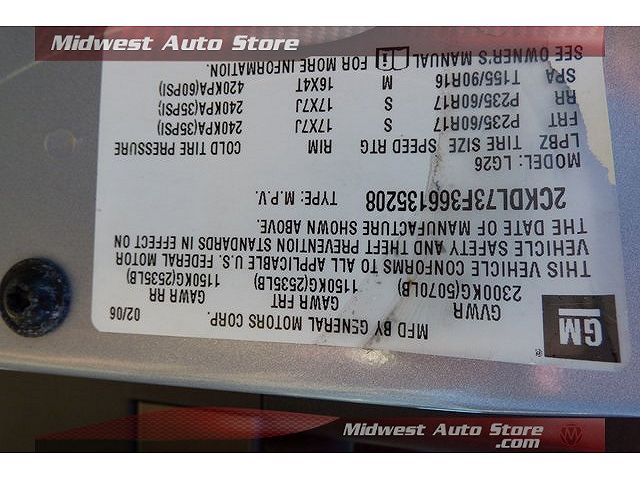 Midwest Auto Store
GM
MFD BY GENERAL MOTORS CORP. 02/06
GVWR GAWR FRT GAWR RR
2300KG(5070LB) 1150KG(2535LB) 1150KG(2535LB)
THIS VEHICLE CONFORMS TO ALL APPLICABLE U.S. FEDERAL MOTOR
VEHICLE SAFETY AND THEFT PREVENTION STANDARDS IN EFFECT ON
THE DATE OF MANUFACTURE SHOWN ABOVE.
2CKDL73F366135208 TYPE: M.P.V.
MODEL: LG26
LPBZ TIRE SIZE SPEED RTG RIM COLD TIRE PRESSURE
FRT P235/60R17 S 17X7J 240KPA(35PSI)
RR P235/60R17 S 17X7J 240KPA(35PSI)
SPA T155/90R16 M 16X4T 420KPA(60PSI)
SEE OWNER'S MANUAL FOR MORE INFORMATION.
Midwest Auto Store
.com